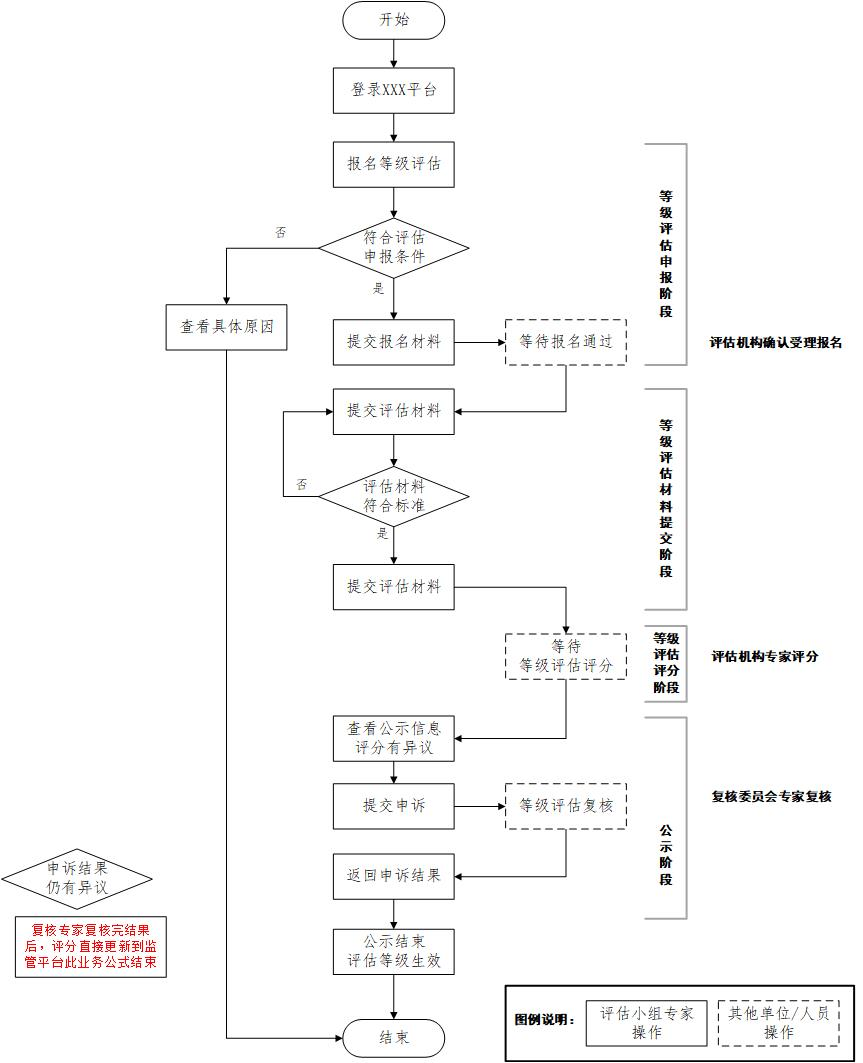 开始
登录XXX平台
报名等级评估
符合评估
申报条件
否
是
查看具体原因
提交报名材料
等待报名通过
等级评估申报阶段
评估机构确认受理报名
提交评估材料
评估材料
符合标准
否
是
提交评估材料
等级评估材料提交阶段
等待
等级评估评分
等级
评估
评分
阶段
评估机构专家评分
查看公示信息
评分有异议
提交申诉
等级评估复核
复核委员会专家复核
公示阶段
返回申诉结果
申诉结果
仍有异议
复核专家复核完结果
后，评分直接更新到监
管平台此业务公式结束
公示结束
评估等级生效
结束
图例说明：
评估小组专家
操作
其他单位/人员
操作